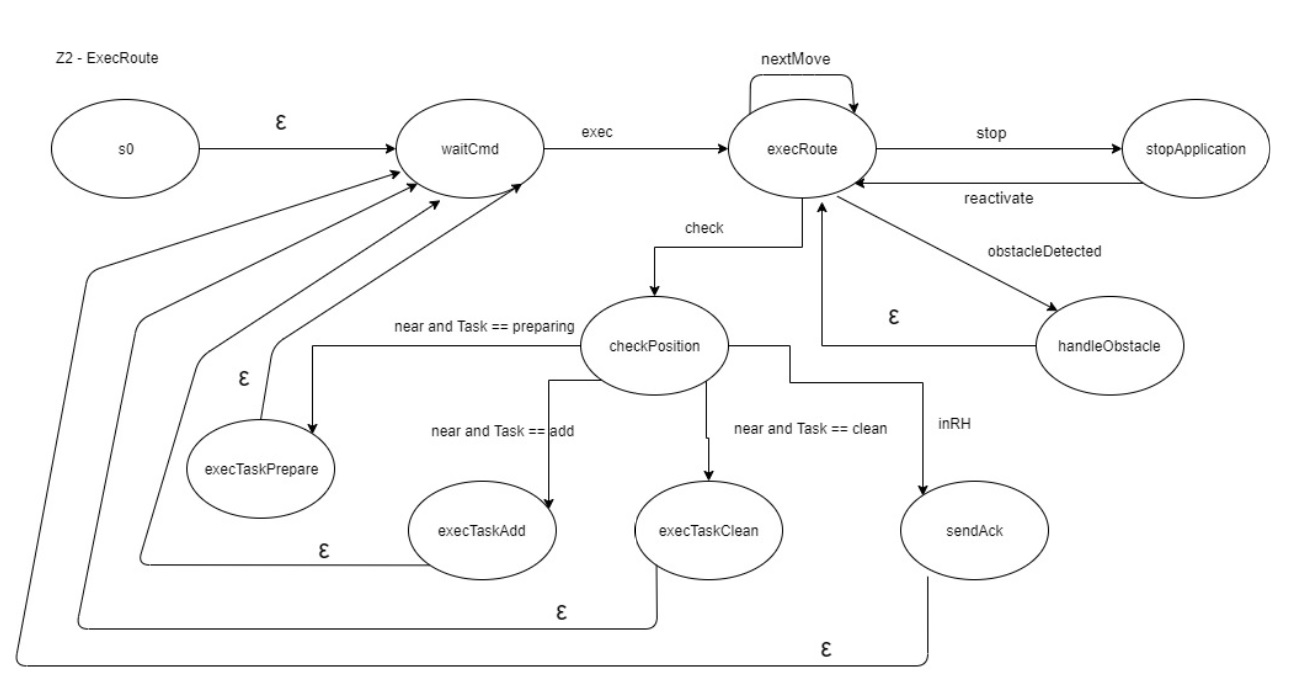 nextMove
Z2 - ExecRoute
ε
exec
stop
s0
waitCmd
execRoute
stopApplication
reactivate
check
obstacleDetected
ε
near and Task == preparing
checkPosition
handleObstacle
ε
near and Task == add
near and Task == clean
inRH
execTaskPrepare
execTaskAdd
execTaskClean
sendAck
ε
ε
ε